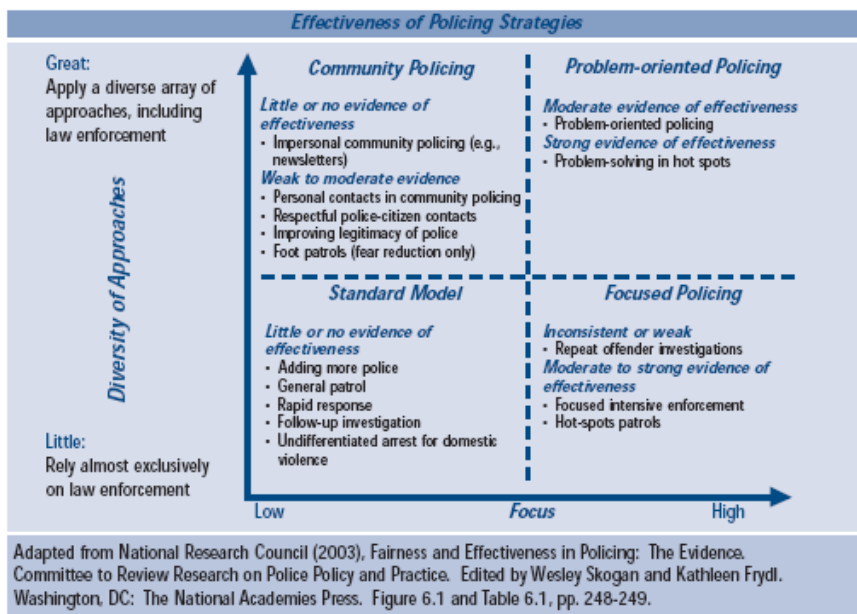 Effectiveness of Policing Strategies
Great:
Apply a diverse array of
approaches, including
law enforcement
Diversity of Approaches
Little:
Rely almost exclusively
on law enforcement
Community Policing
Little or no evidence of
effectiveness
• Impersonal community policing (e.g.,
newsletters)
Weak to moderate evidence
• Personal contacts in community policing
• Respectful police-citizen contacts
• Improving legitimacy of police
• Foot patrols (fear reduction only)
Problem-oriented Policing
Moderate evidence of effectiveness
• Problem-oriented policing
Strong evidence of effectiveness
• Problem-solving in hot spots
Standard Model
Little or no evidence of
effectiveness
• Adding more police
• General patrol
• Rapid response
• Follow-up investigation
• Undifferentiated arrest for domestic
violence
Focused Policing
Inconsistent or weak
• Repeat offender investigations
Moderate to strong evidence of
effectiveness
• Focused intensive enforcement
• Hot-spots patrols
Low
Focus
High
Adapted from National Research Council (2003), Fairness and Effectiveness in Policing: The Evidence.
Committee to Review Research on Police Policy and Practice. Edited by Wesley Skogan and Kathleen Frydl.
Washington, DC: The National Academies Press. Figure 6.1 and Table 6.1, pp. 248-249.